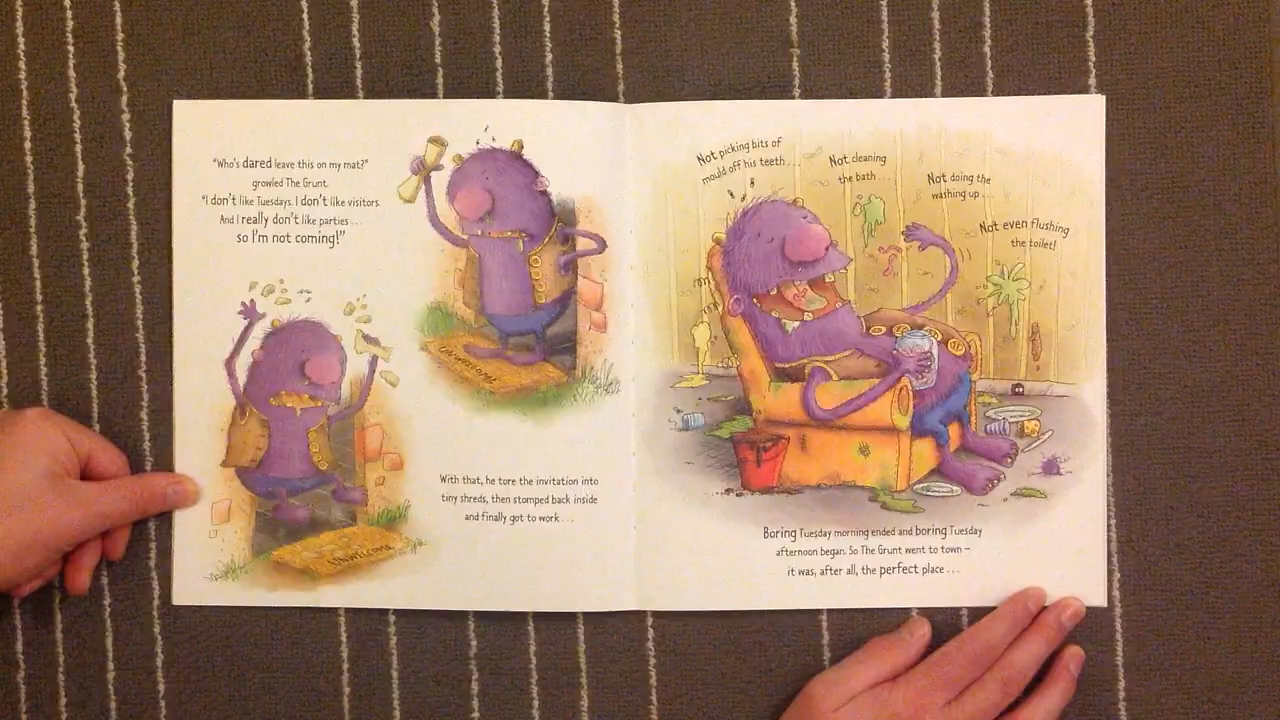 "Who's dared leave this on my mat?"
growled The Grunt.
"I don't like Tuesdays. I don't like visitors.
And I really don't like parties . . .
so I'm not coming!"
UNWELCOME
UNWELCOME
With that, he tore the invitation into
tiny shreds, then stomped back inside
and finally got to work . . .
Not picking bits of
mould off his teeth . . .
Not cleaning
the bath . . .
Not doing the
washing up . . .
Not even flushing
the toilet!
Boring Tuesday morning ended and boring Tuesday
afternoon began. So The Grunt went to town –
it was, after all, the perfect place . . .